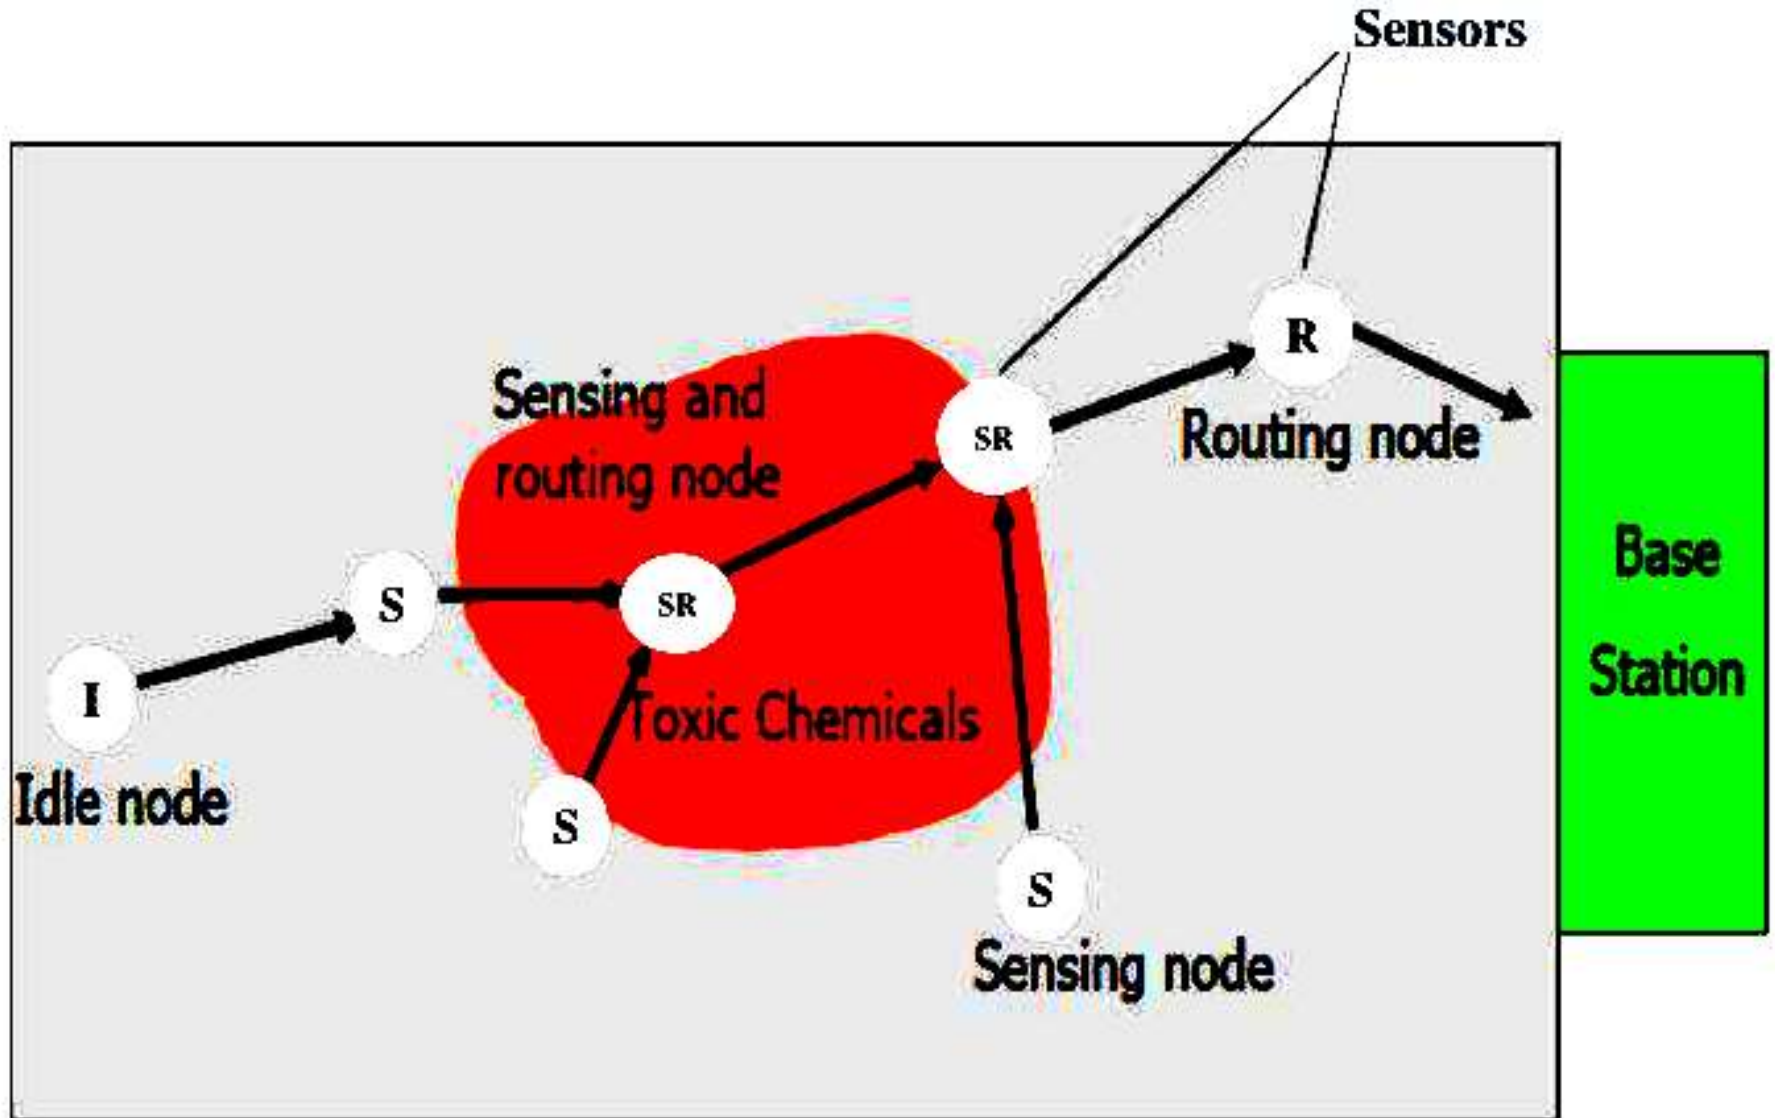 Sensors
R
Sensing and
routing node
SR
Routing node
Base
Station
S
SR
I
Toxic Chemicals
Idle node
S
S
Sensing node